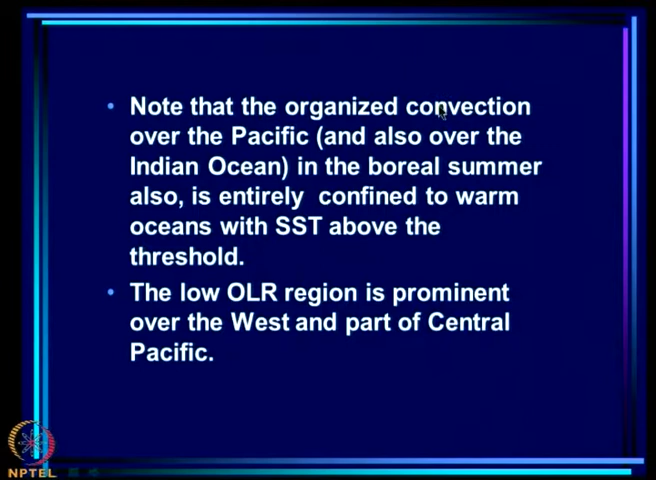 Note that the organized convection
over the Pacific (and also over the
Indian Ocean) in the boreal summer
also, is entirely confined to warm
oceans with SST above the
threshold.
The low OLR region is prominent
over the West and part of Central
Pacific.
NPTEL